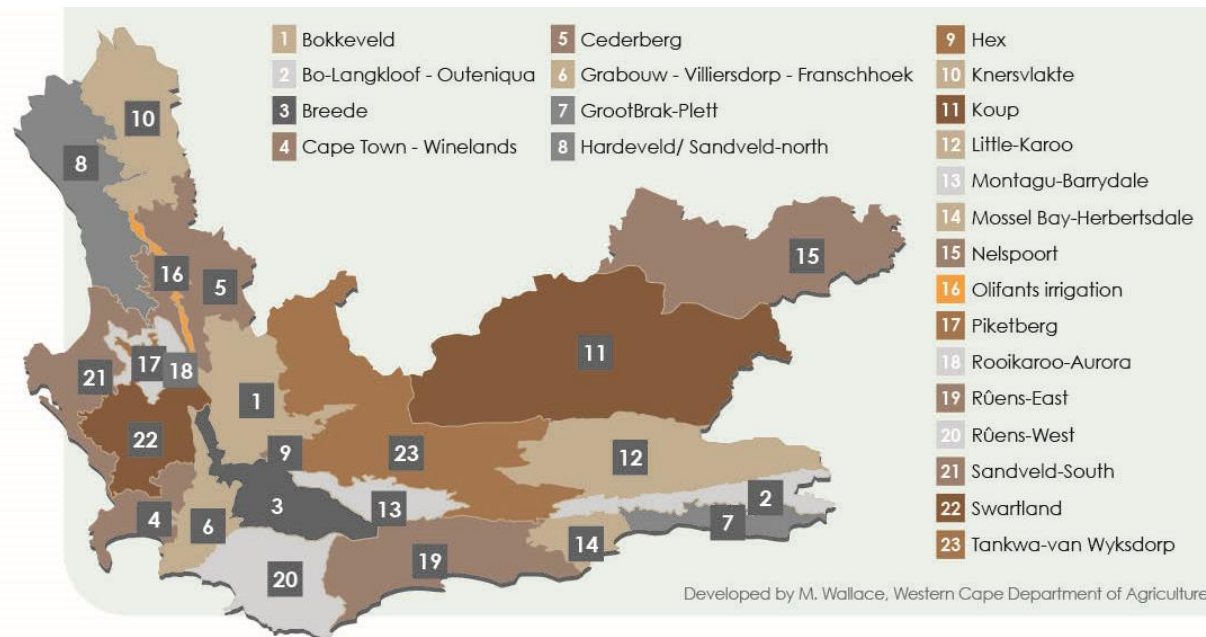 1 Bokkeveld
2 Bo-Langkloof - Outeniqua
3 Breede
4 Cape Town - Winelands
5 Cederberg
6 Grabouw - Villiersdorp - Franschhoek
7 GrootBrak-Plett
8 Hardeveld/ Sandveld-north
9 Hex
10 Knersvlakte
11 Koup
12 Little-Karoo
13 Montagu-Barrydale
14 Mossel Bay-Herbertsdale
15 Nelspoort
16 Olifants irrigation
17 Piketberg
18 Rooikaroo-Aurora
19 Rûens-East
20 Rûens-West
21 Sandveld-South
22 Swartland
23 Tankwa-van Wyksdorp
10
8
15
16
5
11
17
18
21
1
22
9
23
12
2
3
13
4
6
7
14
19
20
Developed by M. Wallace, Western Cape Department of Agriculture